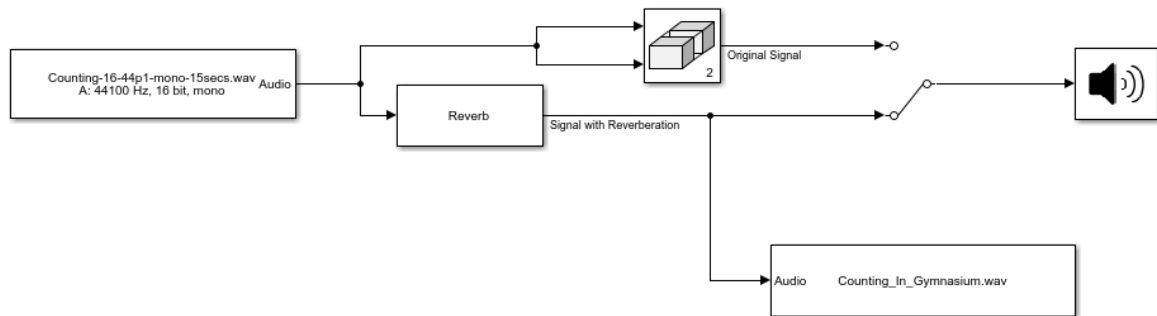 Counting-16-44p1-mono-15secs.wav
A: 44100 Hz, 16 bit, mono
Audio
2
Original Signal
Reverb
Signal with Reverberation
Audio
Counting_In_Gymnasium.wav